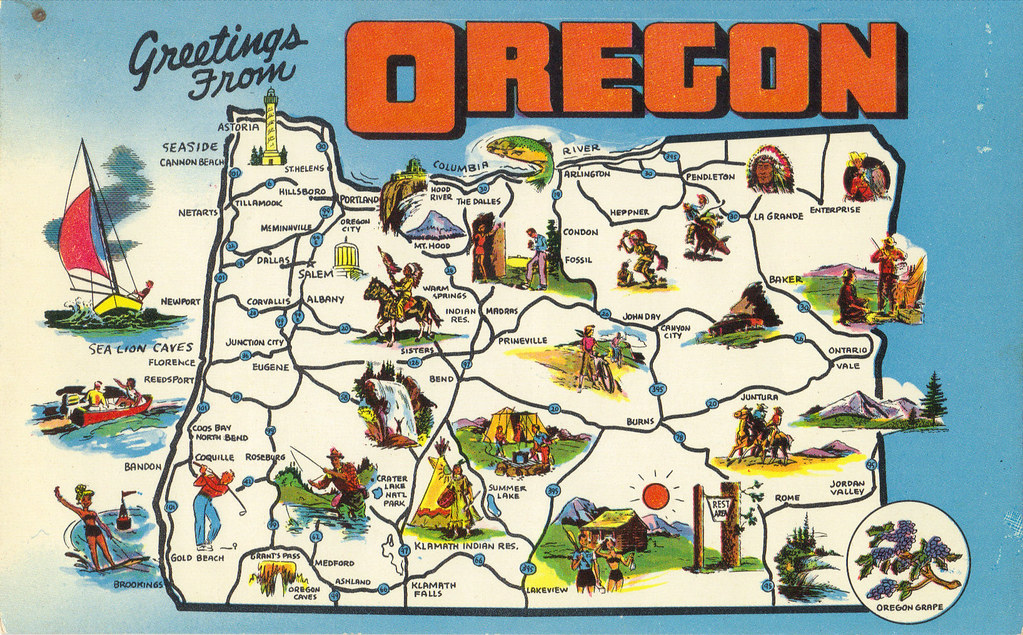 Greetings
From
OREGON
ASTORIA
SEASIDE
CANNON BEACH
ST.HELENS
COLUMBIA
RIVER
ARLINGTON
PENDLETON
HILLSBORO
PORTLAND
HOOD
RIVER
THE DALLES
TILLAMOOK
NETARTS
HEPPNER
LA GRANDE
ENTERPRISE
McMINNVILLE
OREGON
CITY
MT. HOOD
CONDON
DALLAS
SALEM
FOSSIL
WARM
SPRINGS
INDIAN
RES.
BAKER
NEWPORT
CORVALLIS
ALBANY
MADRAS
JOHN DAY
CANYON
CITY
SEA LION CAVES
JUNCTION CITY
SISTERS
PRINEVILLE
ONTARIO
VALE
FLORENCE
EUGENE
REEDSPORT
BEND
BURNS
JUNTURA
COOS BAY
NORTH BEND
BANDON
COQUILLE
ROSEBURG
CRATER
LAKE
NAT'L
PARK
SUMMER
LAKE
REST
AREA
ROME
JORDAN
VALLEY
GOLD BEACH
GRANT'S PASS
MEDFORD
KLAMATH INDIAN RES.
BROOKINGS
OREGON
CAVES
ASHLAND
KLAMATH
FALLS
LAKEVIEW
OREGON GRAPE